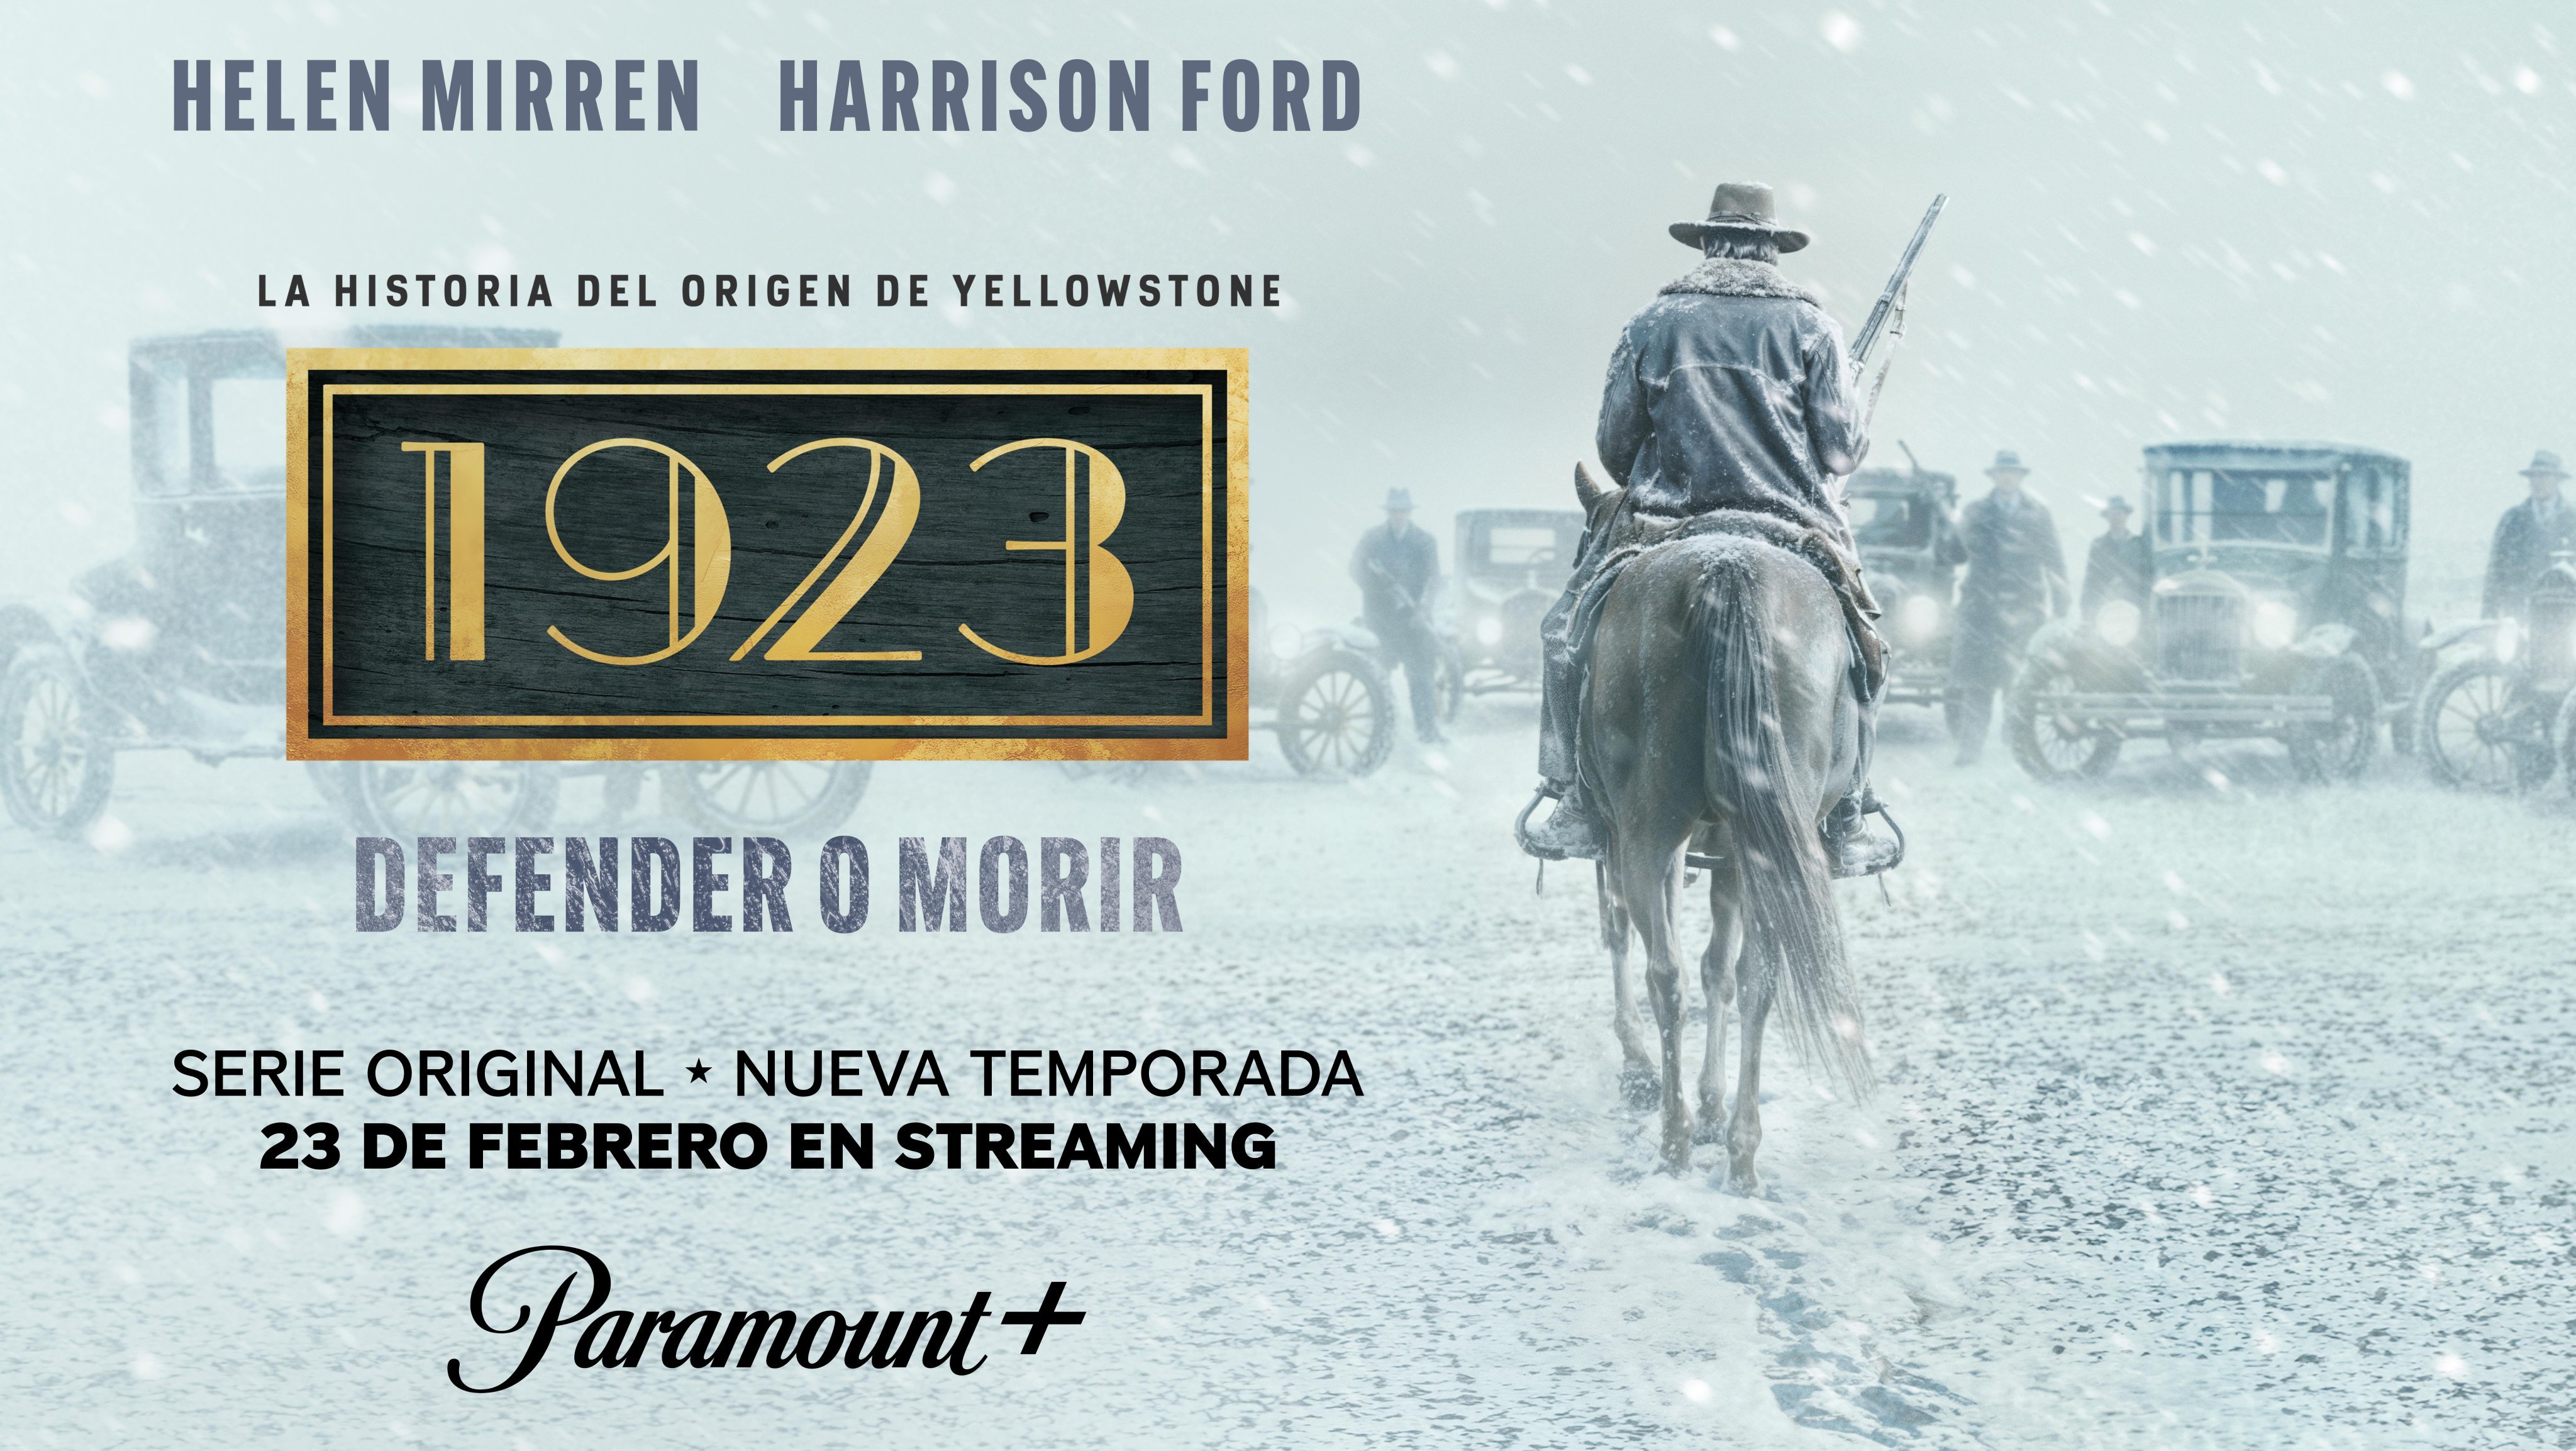 HELEN MIRREN HARRISON FORD
LA HISTORIA DEL ORIGEN DE YELLOWSTONE
1923
DEFENDER O MORIR
SERIE ORIGINAL ★ NUEVA TEMPORADA
23 DE FEBRERO EN STREAMING
Paramount+